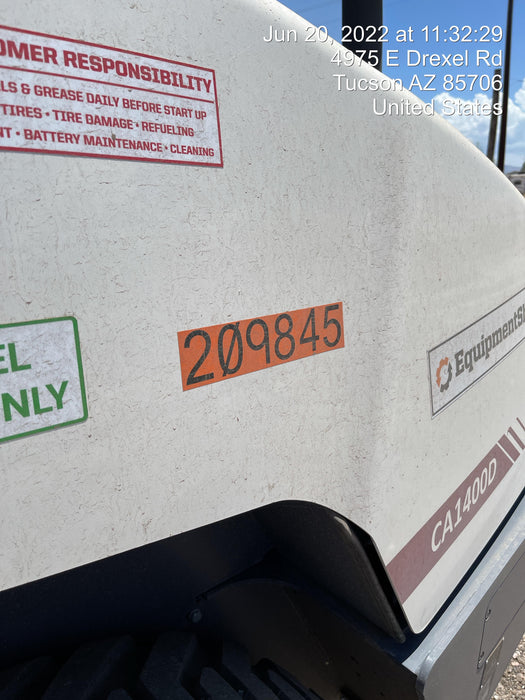 Jun 20, 2022 at 11:32:29
4975 E Drexel Rd
Tucson AZ 85706
United States
OMER RESPONSIBILITY
LS & GREASE DAILY BEFORE START UP
TIRES • TIRE DAMAGE • REFUELING
NT • BATTERY MAINTENANCE • CLEANING
209845
EL
NLY
EquipmentSh
CA1400D